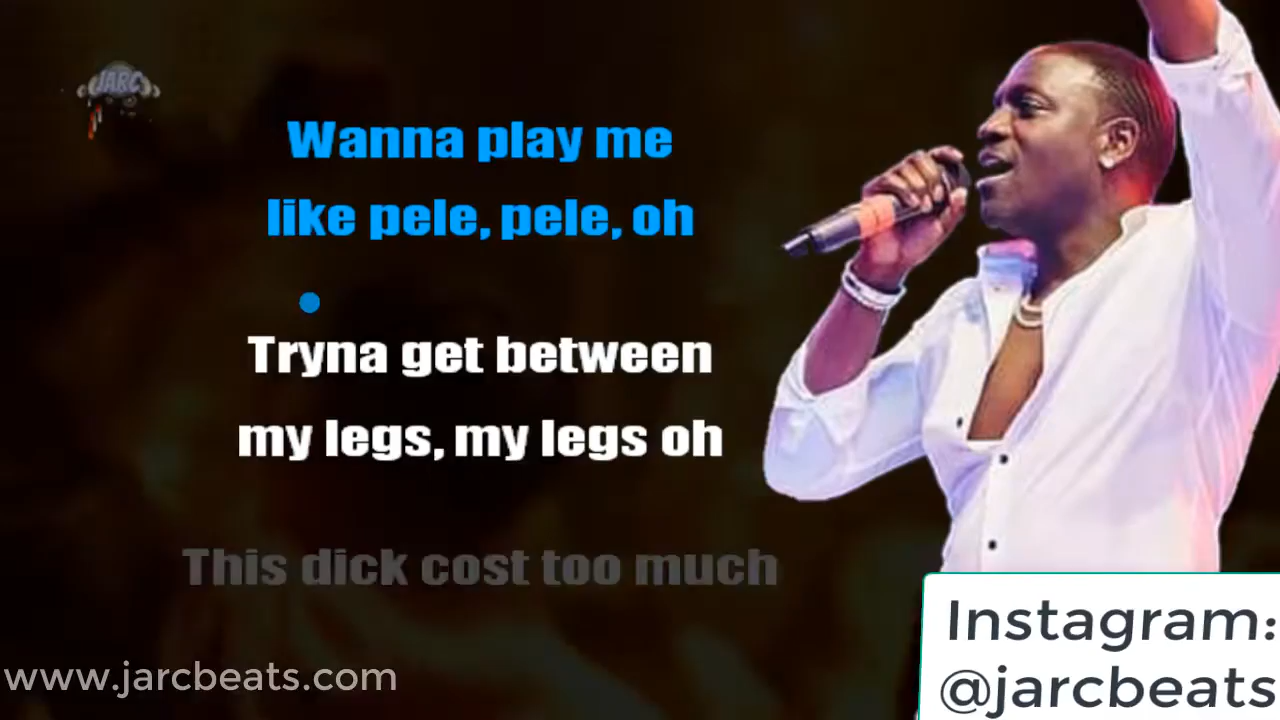 JARC
Wanna play me
like pele, pele, oh
Tryna get between
my legs, my legs oh
This dick cost too much
www.jarcbeats.com
Instagram:
@jarcbeats